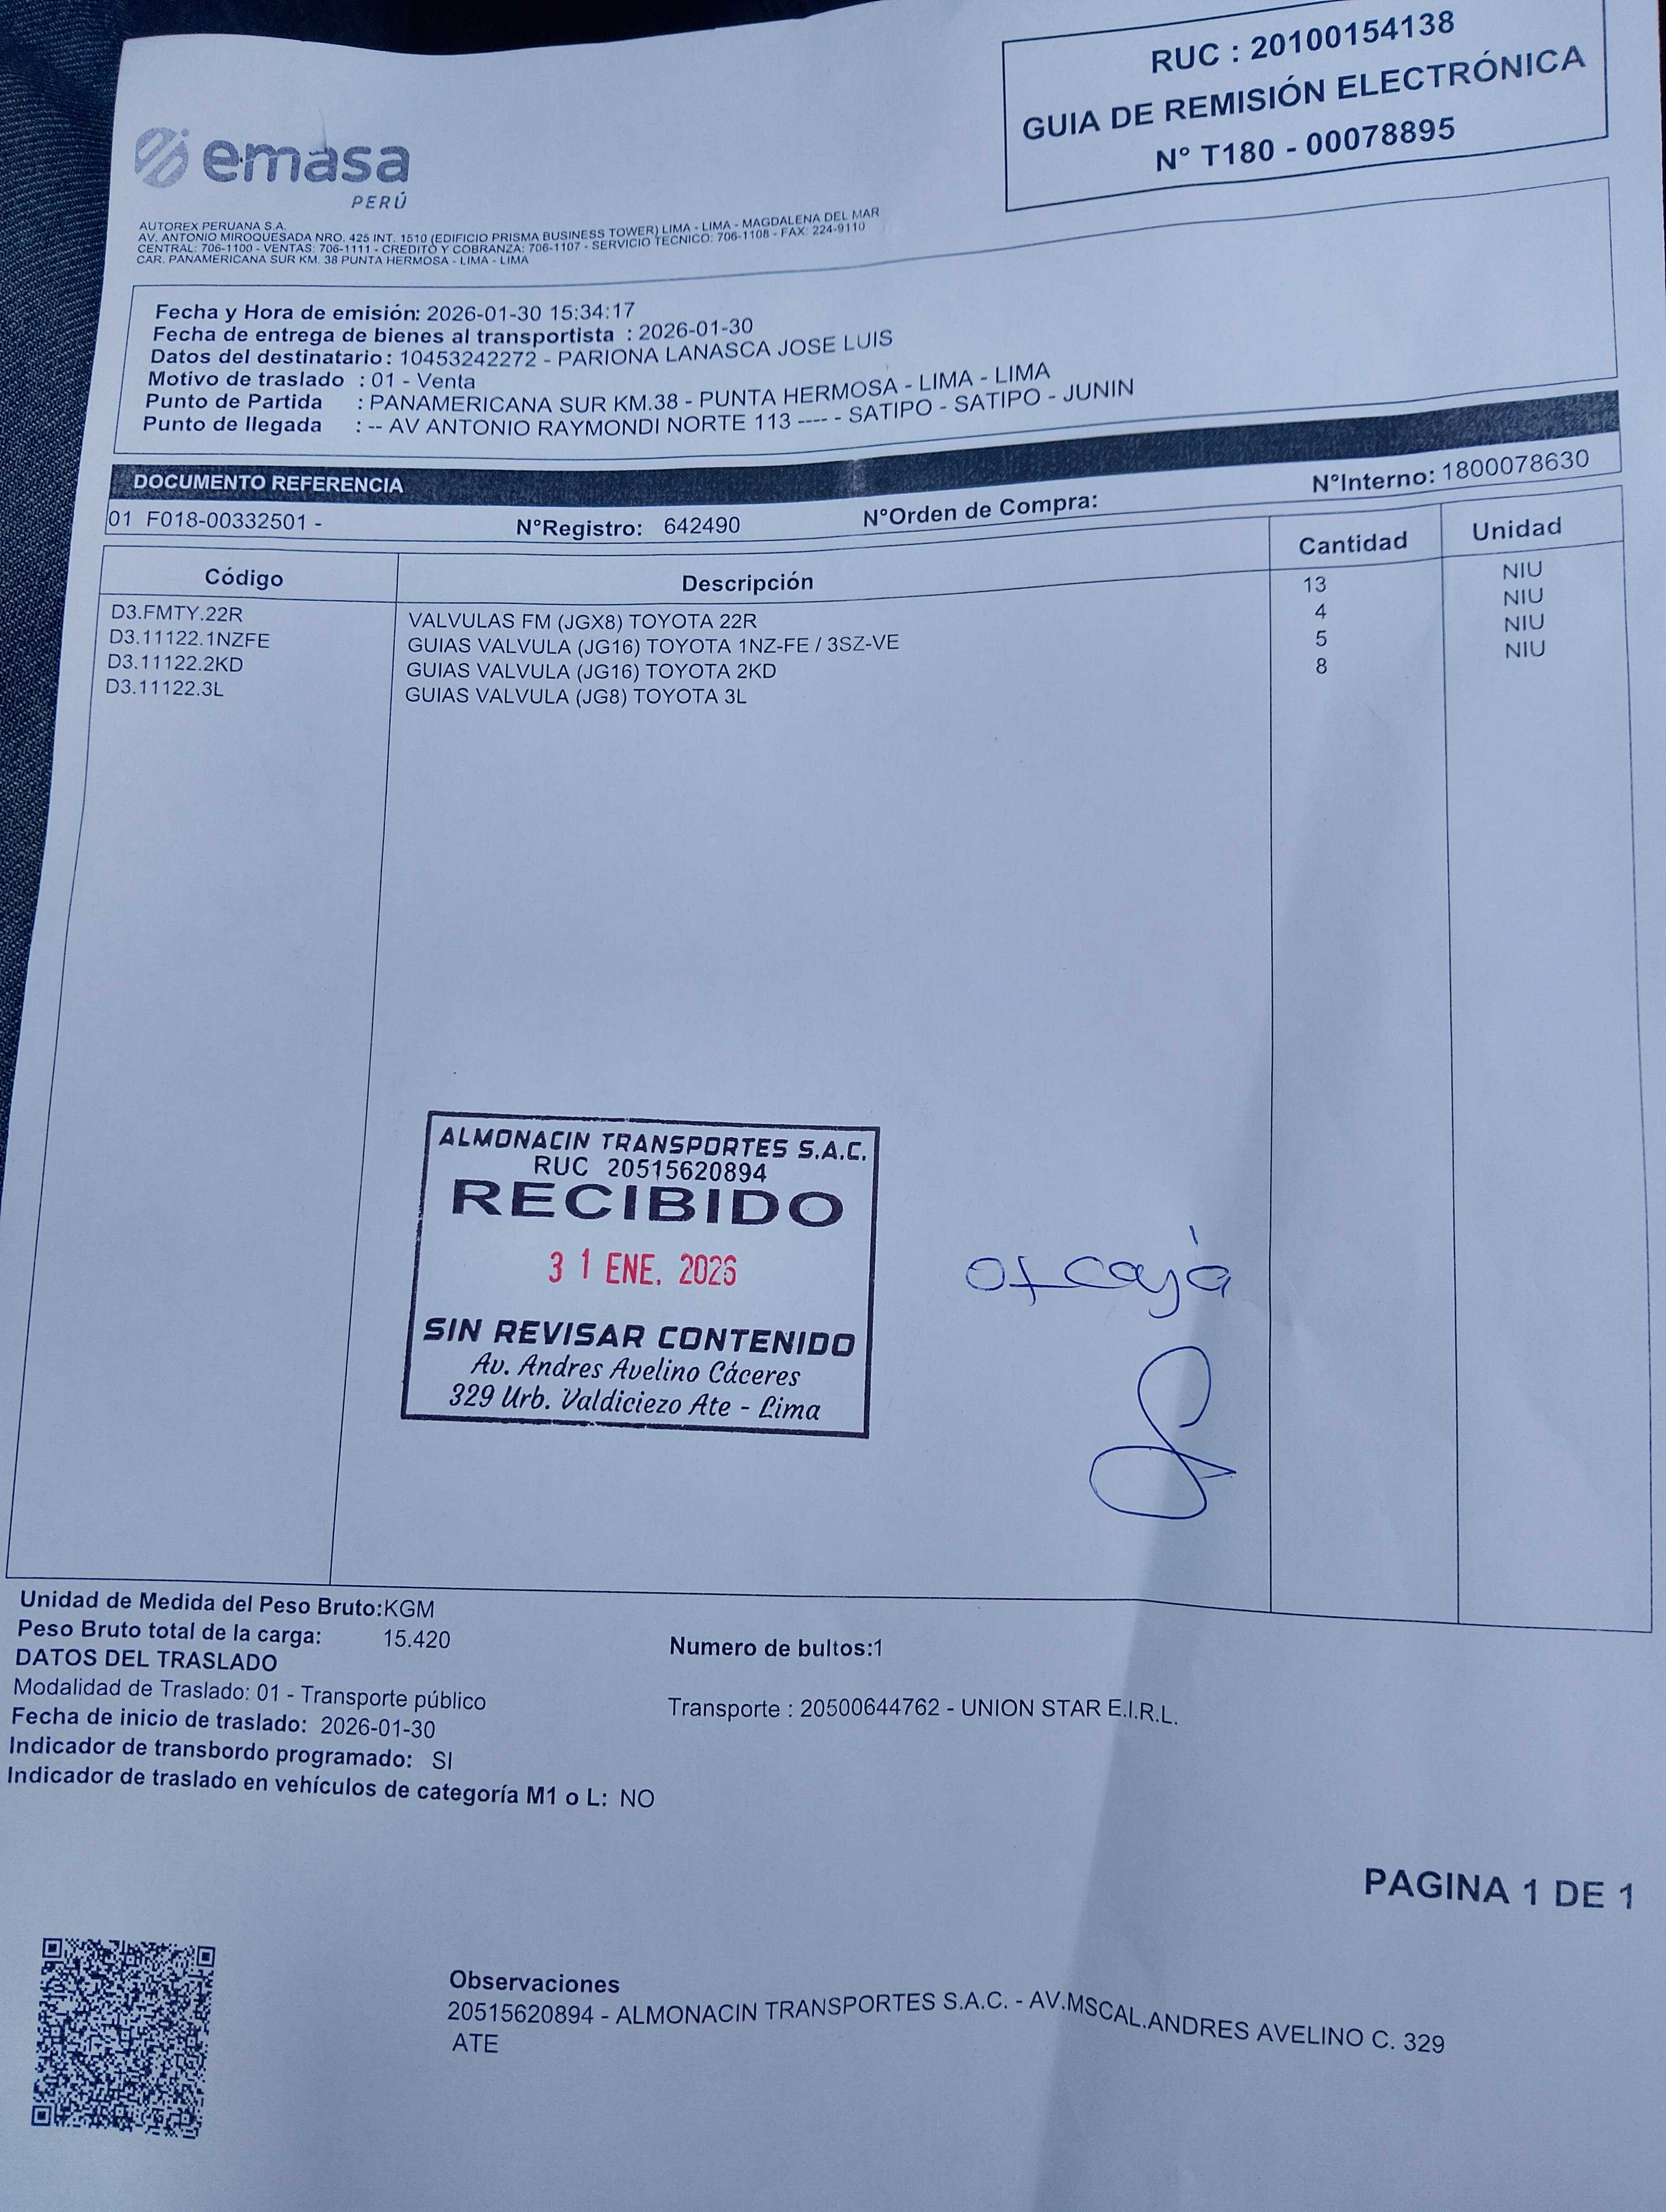 RUC : 20100154138
GUIA DE REMISIÓN ELECTRÓNICA
N° T180 - 00078895
emasa
PERÚ
AUTOREX PERUANA S.A.
AV. ANTONIO MIROQUESADA NRO. 425 INT. 1510 (EDIFICIO PRISMA BUSINESS TOWER) LIMA - LIMA - MAGDALENA DEL MAR
CENTRAL: 706-1100 - VENTAS: 706-1111 - CREDITO Y COBRANZA: 706-1107 - SERVICIO TECNICO: 706-1108 - FAX: 224-9110
CAR. PANAMERICANA SUR KM. 38 PUNTA HERMOSA - LIMA - LIMA
Fecha y Hora de emisión: 2026-01-30 15:34:17
Fecha de entrega de bienes al transportista : 2026-01-30
Datos del destinatario : 10453242272 - PARIONA LANASCA JOSE LUIS
Motivo de traslado : 01 - Venta
Punto de Partida : PANAMERICANA SUR KM.38 - PUNTA HERMOSA - LIMA - LIMA
Punto de llegada : -- AV ANTONIO RAYMONDI NORTE 113 ---- - SATIPO - SATIPO - JUNIN
DOCUMENTO REFERENCIA
01 F018-00332501 - N°Registro: 642490 N°Orden de Compra: N°Interno: 1800078630
Código Descripción Cantidad Unidad
D3.FMTY.22R VALVULAS FM (JGX8) TOYOTA 22R 13 NIU
D3.11122.1NZFE GUIAS VALVULA (JG16) TOYOTA 1NZ-FE / 3SZ-VE 4 NIU
D3.11122.2KD GUIAS VALVULA (JG16) TOYOTA 2KD 5 NIU
D3.11122.3L GUIAS VALVULA (JG8) TOYOTA 3L 8 NIU
ALMONACIN TRANSPORTES S.A.C.
RUC 20515620894
RECIBIDO
31 ENE. 2026
SIN REVISAR CONTENIDO
Av. Andres Avelino Cáceres
329 Urb. Valdiciezo Ate - Lima
01 caja
Unidad de Medida del Peso Bruto:KGM
Peso Bruto total de la carga: 15.420 Numero de bultos:1
DATOS DEL TRASLADO
Modalidad de Traslado: 01 - Transporte público Transporte : 20500644762 - UNION STAR E.I.R.L.
Fecha de inicio de traslado: 2026-01-30
Indicador de transbordo programado: SI
Indicador de traslado en vehículos de categoría M1 o L: NO
PAGINA 1 DE 1
Observaciones
20515620894 - ALMONACIN TRANSPORTES S.A.C. - AV.MSCAL.ANDRES AVELINO C. 329
ATE